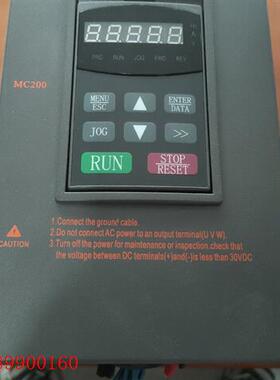 8.8.8.8.8.
PRG RUN JOG FWD REV
MC200
MENU
ESC
ENTER
DATA
JOG
>>
RUN
STOP
RESET
CAUTION
1.Connect the ground cable.
2.Do not connect AC power to an output terminal(U V W).
3.Turn off the power for maintenance or inspection.check that
the voltage between DC terminals(+)and(-)is less than 30VDC
9900160